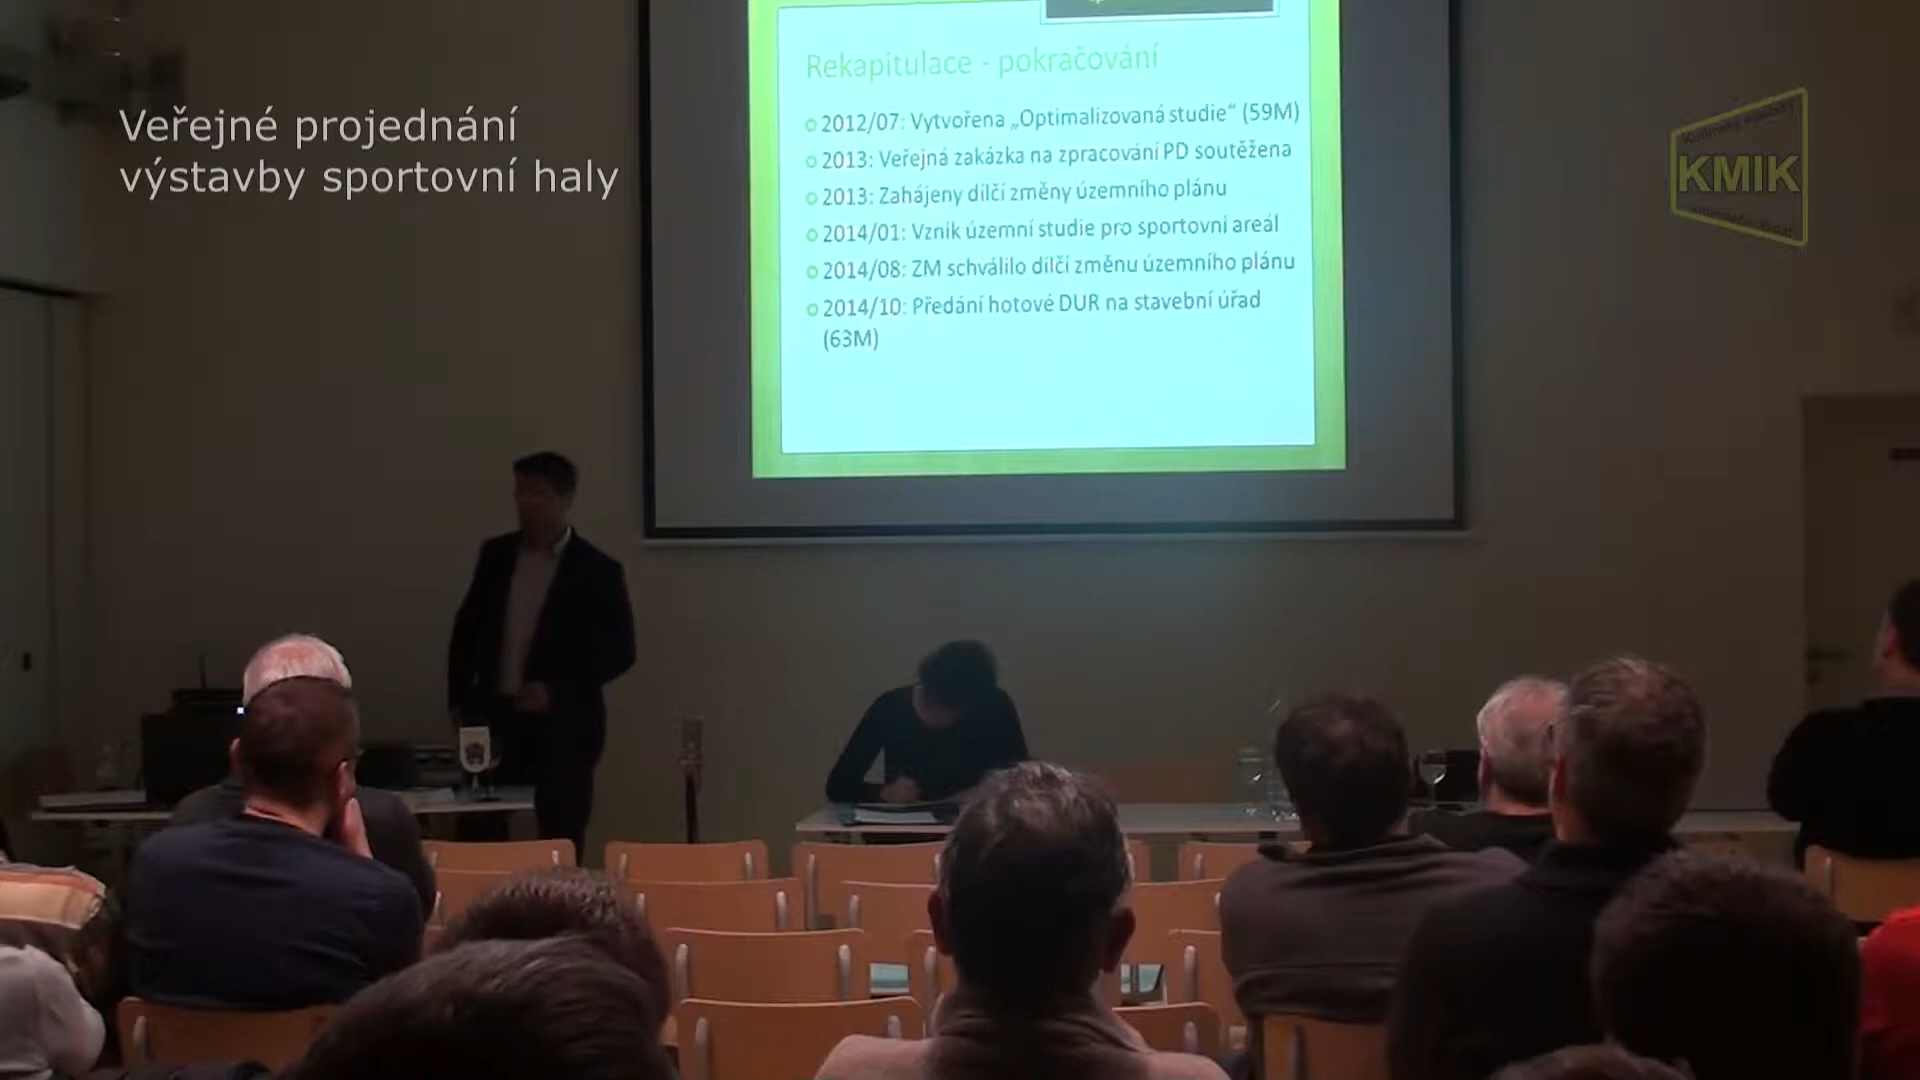 Veřejné projednání
výstavby sportovní haly
Rekapitulace - pokračování
2012/07: Vytvořena „Optimalizovaná studie“ (59M)
2013: Veřejná zakázka na zpracování PD soutěžena
2013: Zahájeny dílčí změny územního plánu
2014/01: Vznik územní studie pro sportovní areál
2014/08: ZM schválilo dílčí změnu územního plánu
2014/10: Předání hotové DUR na stavební úřad
(63M)
KMIK